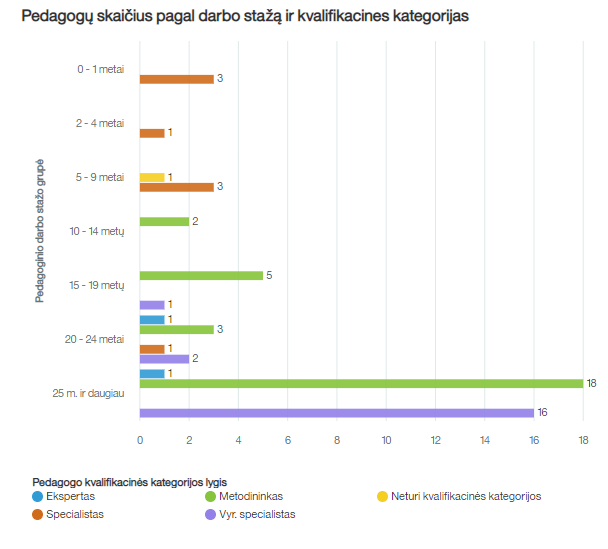 Pedagogų skaičius pagal darbo stažą ir kvalifikacines kategorijas
Pedagoginio darbo stažo grupė
0 - 1 metai
3
2 - 4 metai
1
5 - 9 metai
1
3
10 - 14 metų
2
15 - 19 metų
5
1
20 - 24 metai
1
3
1
2
25 m. ir daugiau
1
18
16
0 2 4 6 8 10 12 14 16 18
Pedagogo kvalifikacinės kategorijos lygis
Ekspertas Metodininkas Neturi kvalifikacinės kategorijos
Specialistas Vyr. specialistas